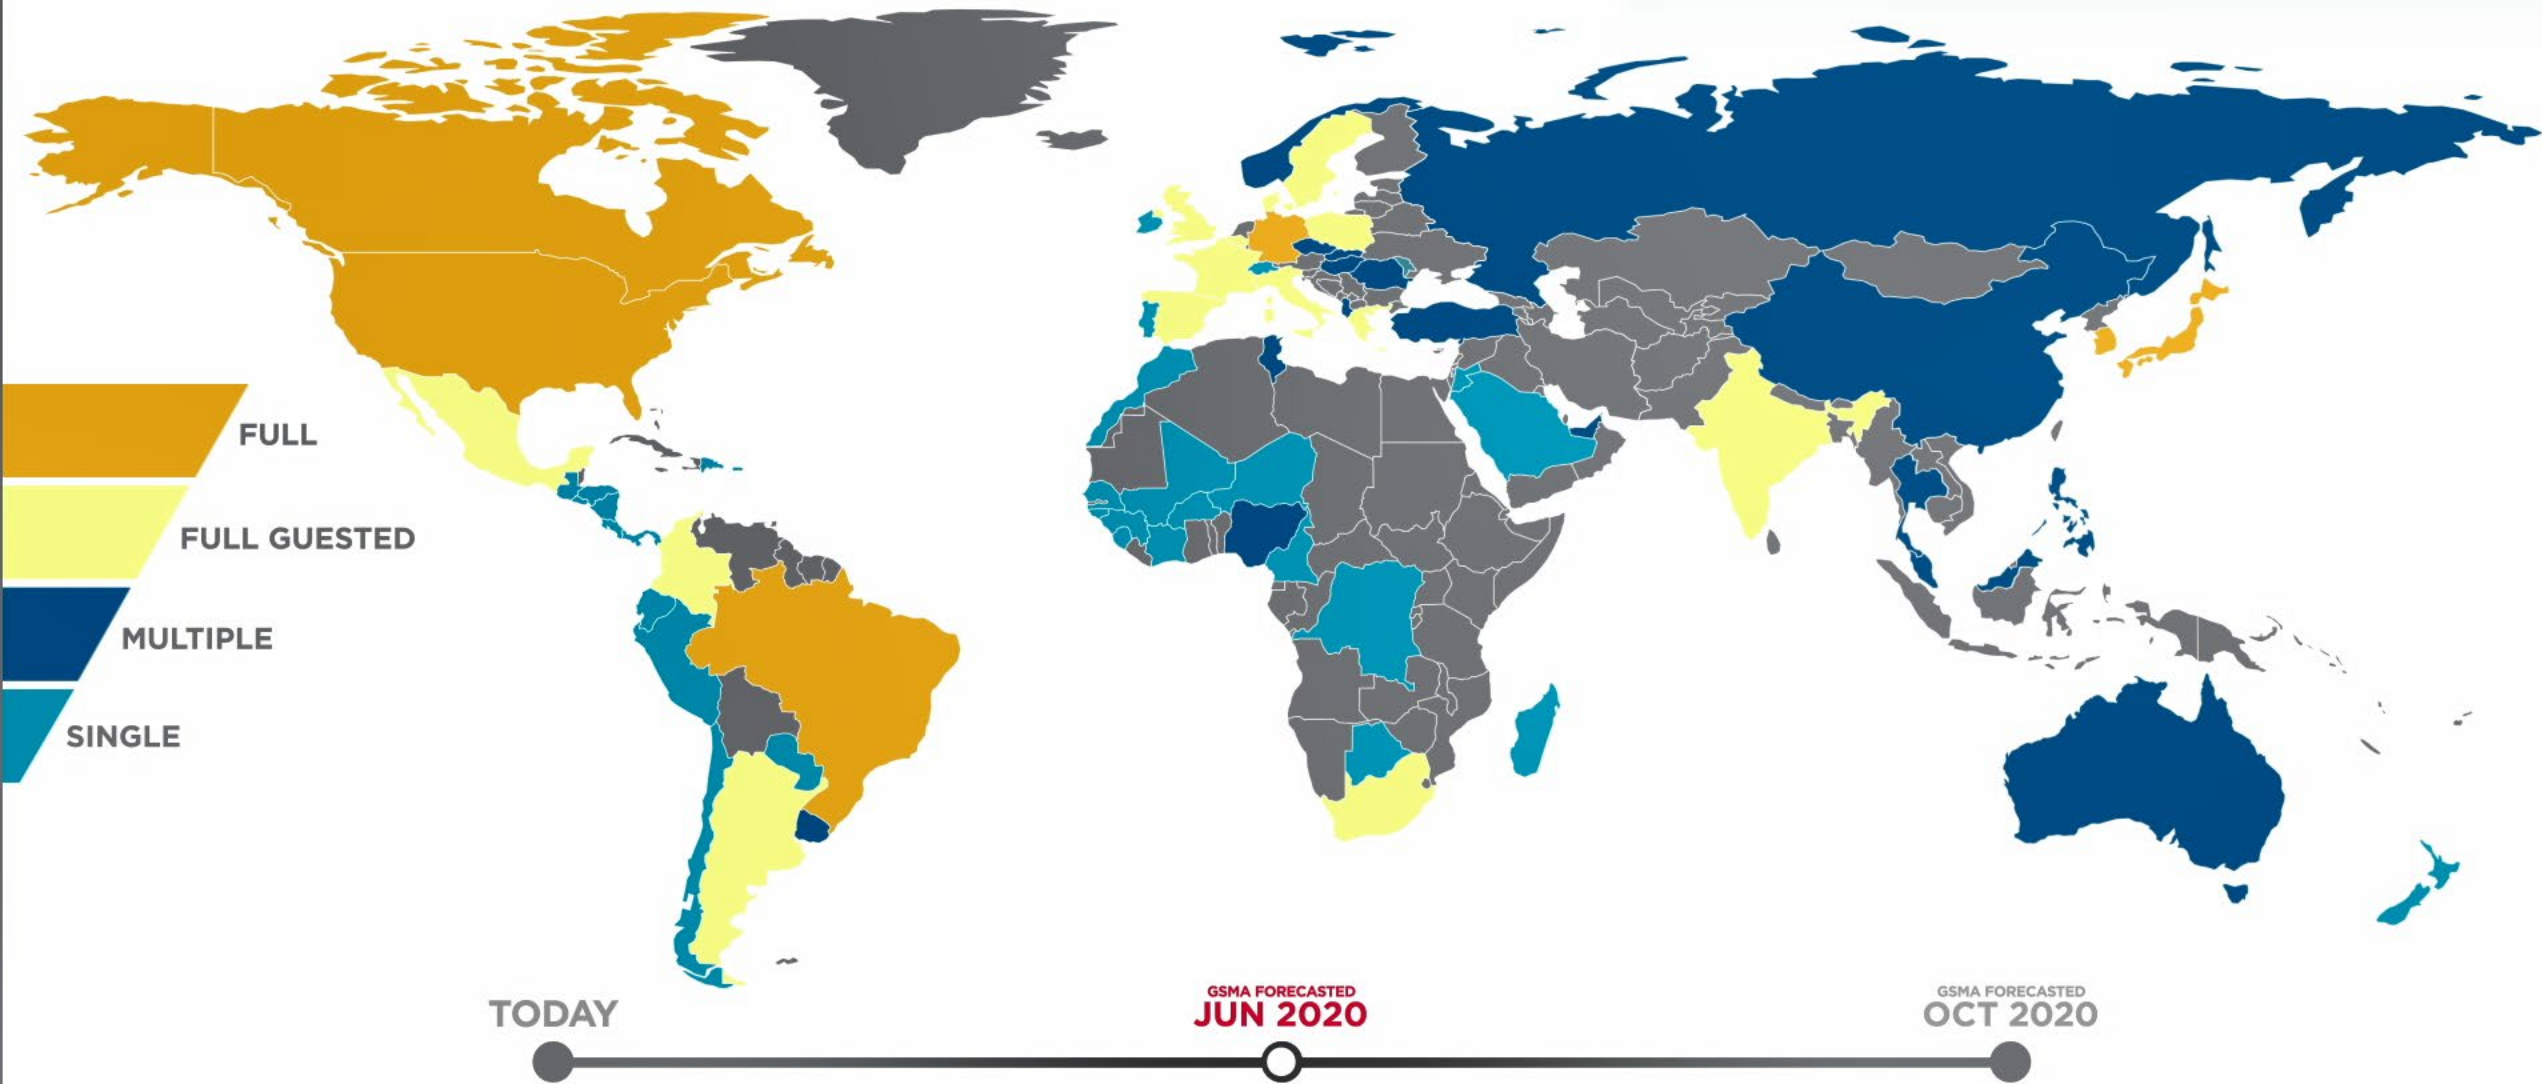 FULL
FULL GUESTED
MULTIPLE
SINGLE
TODAY
GSMA FORECASTED
JUN 2020
GSMA FORECASTED
OCT 2020